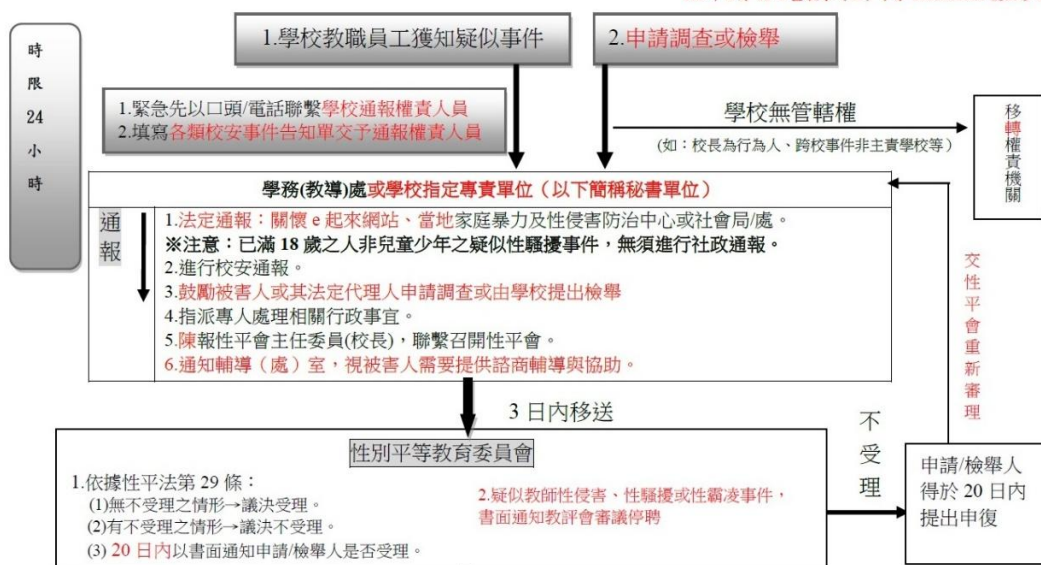 時
限
24
小
時
1.學校教職員工獲知疑似事件
2.申請調查或檢舉
1.緊急先以口頭/電話聯繫學校通報權責人員
2.填寫各類校安事件告知單交予通報權責人員
學校無管轄權
(如：校長為行為人、跨校事件非主責學校等)
移轉權責機關
學務(教導)處或學校指定專責單位（以下簡稱秘書單位）
通報
1.法定通報：關懷 e 起來網站、當地家庭暴力及性侵害防治中心或社會局/處。
※注意：已滿 18 歲之人非兒童少年之疑似性騷擾事件，無須進行社政通報。
2.進行校安通報。
3.鼓勵被害人或其法定代理人申請調查或由學校提出檢舉
4.指派專人處理相關行政事宜。
5.陳報性平會主任委員(校長)，聯繫召開性平會。
6.通知輔導（處）室，視被害人需要提供諮商輔導與協助。
交性平會重新審理
3 日內移送
性別平等教育委員會
1.依據性平法第 29 條：
(1)無不受理之情形→議決受理。
(2)有不受理之情形→議決不受理。
(3) 20 日內以書面通知申請/檢舉人是否受理。
2.疑似教師性侵害、性騷擾或性霸凌事件，
書面通知教評會審議停聘
不受理
申請/檢舉人
得於 20 日內
提出申復